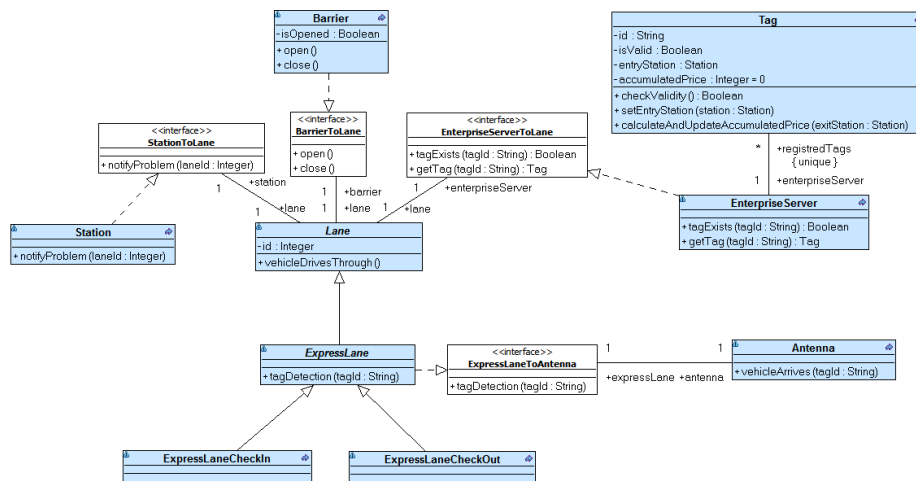 Barrier
-isOpened : Boolean
+open()
+close()
Tag
-id : String
-isValid : Boolean
-entryStation : Station
-accumulatedPrice : Integer = 0
+checkValidity() : Boolean
+setEntryStation(station : Station)
+calculateAndUpdateAccumulatedPrice(exitStation : Station)
<<interface>>
StationToLane
+notifyProblem(laneId : Integer)
<<interface>>
BarrierToLane
+open()
+close()
<<interface>>
EnterpriseServerToLane
+tagExists(tagId : String) : Boolean
+getTag(tagId : String) : Tag
* +registredTags
{unique}
1 +enterpriseServer
1 +station
1 +barrier
1 +enterpriseServer
1 +lane
1 +lane
1 +lane
Station
+notifyProblem(laneId : Integer)
Lane
-id : Integer
+vehicleDrivesThrough()
EnterpriseServer
+tagExists(tagId : String) : Boolean
+getTag(tagId : String) : Tag
ExpressLane
+tagDetection(tagId : String)
<<interface>>
ExpressLaneToAntenna
+tagDetection(tagId : String)
1 1
+expressLane +antenna
Antenna
+vehicleArrives(tagId : String)
ExpressLaneCheckIn
ExpressLaneCheckOut